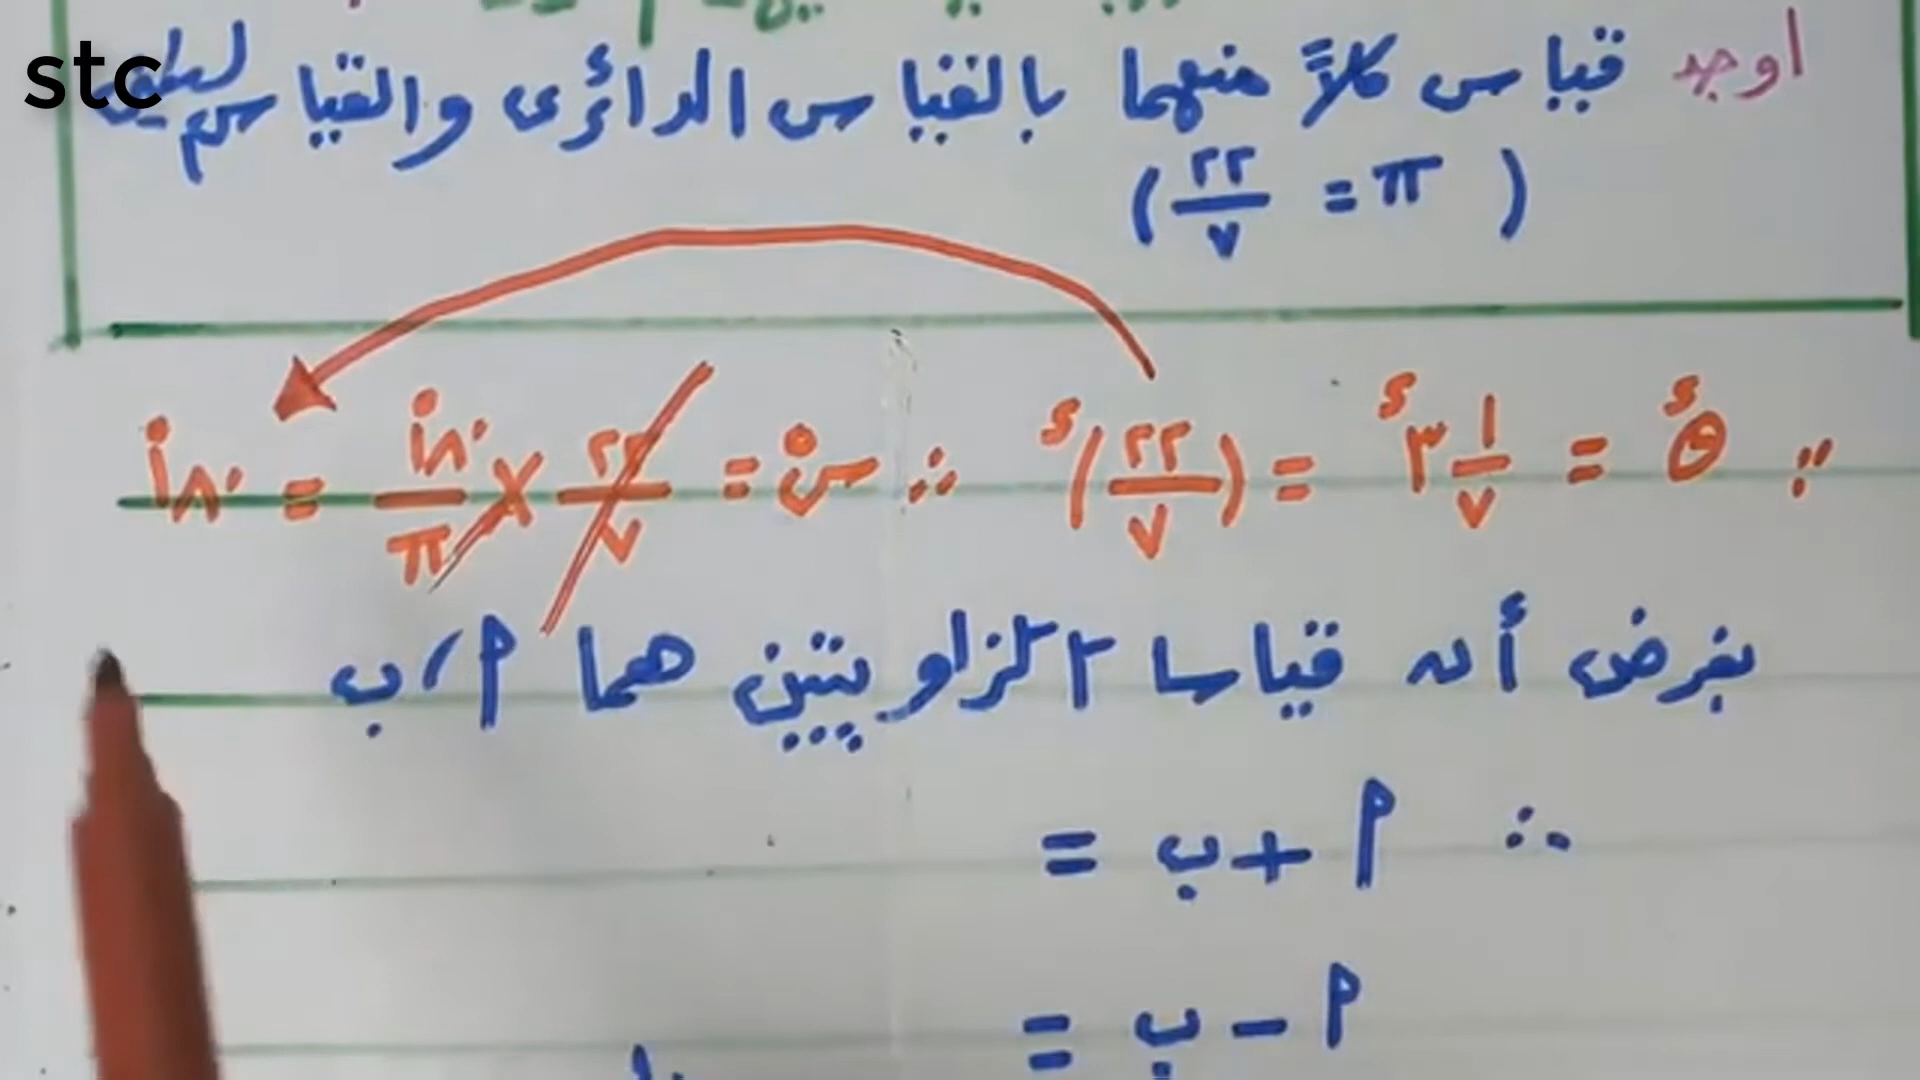 stc
اوجد قياس كلاً منهما بالقياس الدائرى والقياس الستينى
( π = ٢٢/٧ )
∵ θ^ء = ٣ ١/٧ ^ء = (٢٢/٧)^ء ∴ س° = ٢٢/٧ × ١٨٠°/π = ١٨٠°
بفرض أن قياسا الزاويتين هما أ ، ب
∴ أ + ب =
أ - ب =